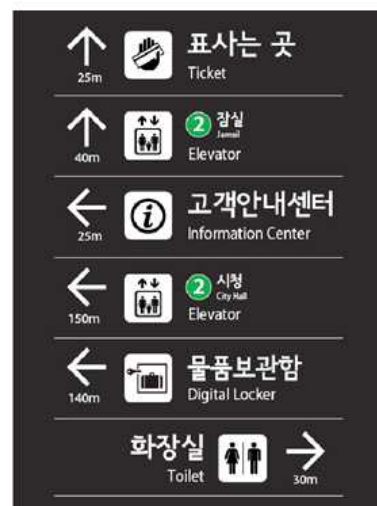 표사는 곳
Ticket
25m
2 잠실
Jamsil
Elevator
40m
고객안내센터
Information Center
25m
2 시청
City Hall
Elevator
150m
물품보관함
Digital Locker
140m
화장실
Toilet
30m